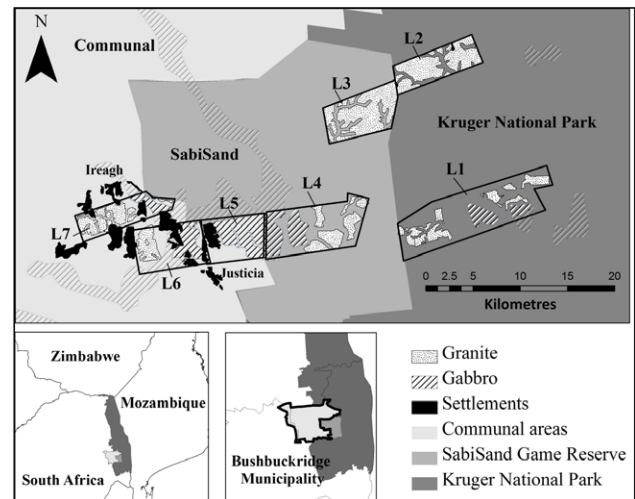 N
Communal
L2
L3
Kruger National Park
SabiSand
Ireagh
L1
L4
L5
L7
L6
Justicia
0 2.5 5 10 15 20
Kilometres
Zimbabwe
Mozambique
South Africa
Bushbuckridge
Municipality
Granite
Gabbro
Settlements
Communal areas
SabiSand Game Reserve
Kruger National Park